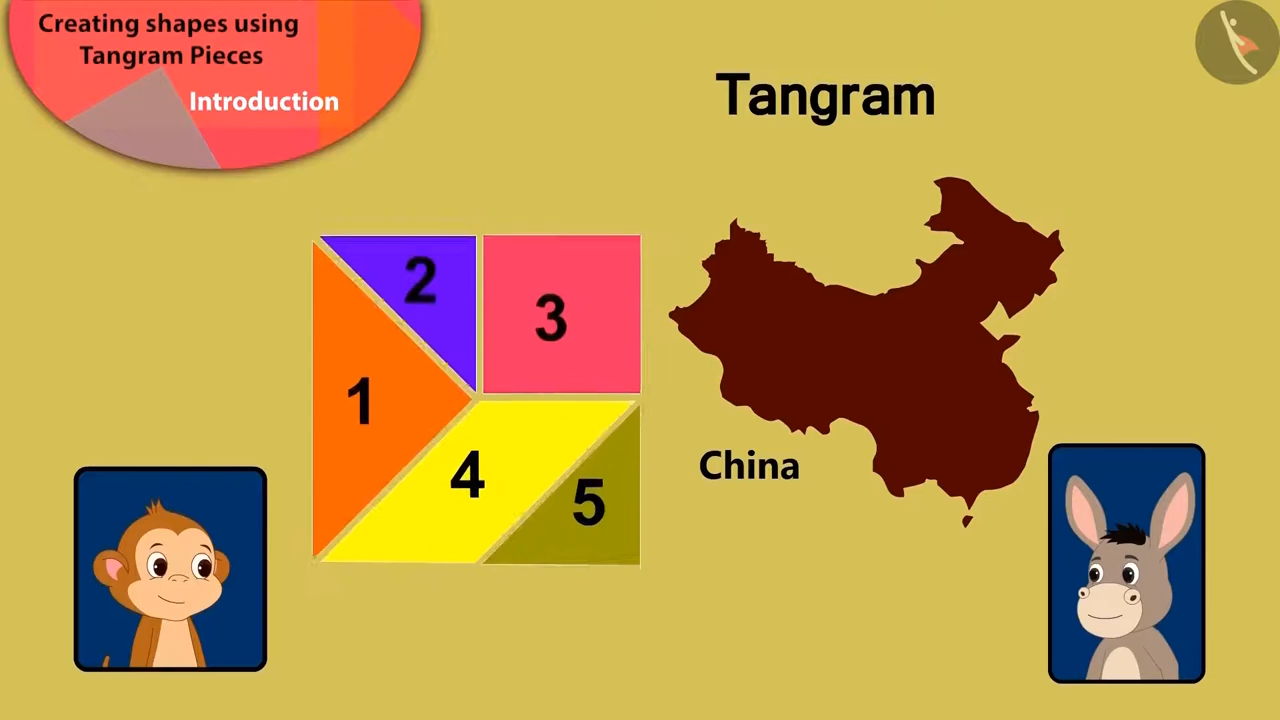 Creating shapes using
Tangram Pieces
Introduction
Tangram
2
3
1
4
5
China